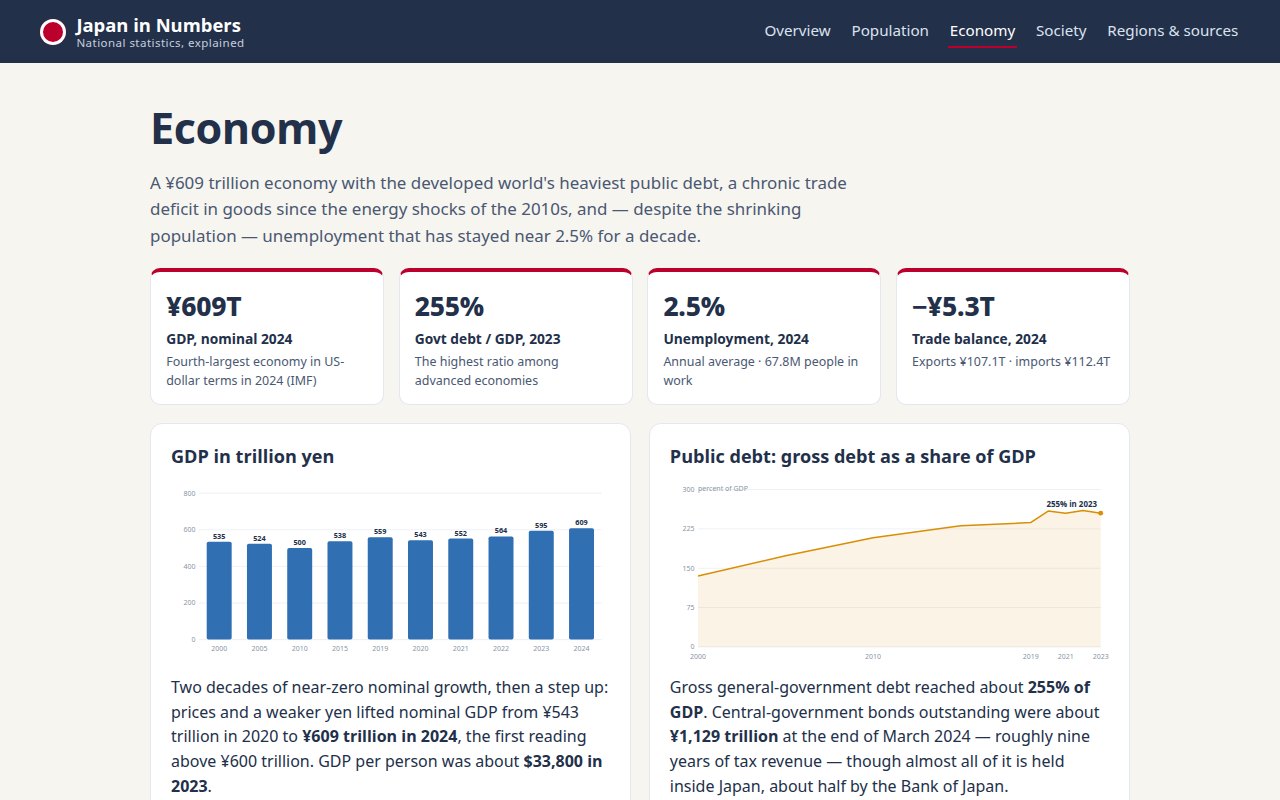 Japan in Numbers
National statistics, explained
Overview Population Economy Society Regions & sources
Economy
A ¥609 trillion economy with the developed world's heaviest public debt, a chronic trade
deficit in goods since the energy shocks of the 2010s, and — despite the shrinking
population — unemployment that has stayed near 2.5% for a decade.
¥609T
GDP, nominal 2024
Fourth-largest economy in US-
dollar terms in 2024 (IMF)
255%
Govt debt / GDP, 2023
The highest ratio among
advanced economies
2.5%
Unemployment, 2024
Annual average · 67.8M people in
work
−¥5.3T
Trade balance, 2024
Exports ¥107.1T · imports ¥112.4T
GDP in trillion yen
800
600
400
200
0
535 524 500 538 559 543 552 564 595 609
2000 2005 2010 2015 2019 2020 2021 2022 2023 2024
Two decades of near-zero nominal growth, then a step up:
prices and a weaker yen lifted nominal GDP from ¥543
trillion in 2020 to ¥609 trillion in 2024, the first reading
above ¥600 trillion. GDP per person was about $33,800 in
2023.
Public debt: gross debt as a share of GDP
300 percent of GDP
255% in 2023
225
150
75
0
2000 2010 2019 2021 2023
Gross general-government debt reached about 255% of
GDP. Central-government bonds outstanding were about
¥1,129 trillion at the end of March 2024 — roughly nine
years of tax revenue — though almost all of it is held
inside Japan, about half by the Bank of Japan.